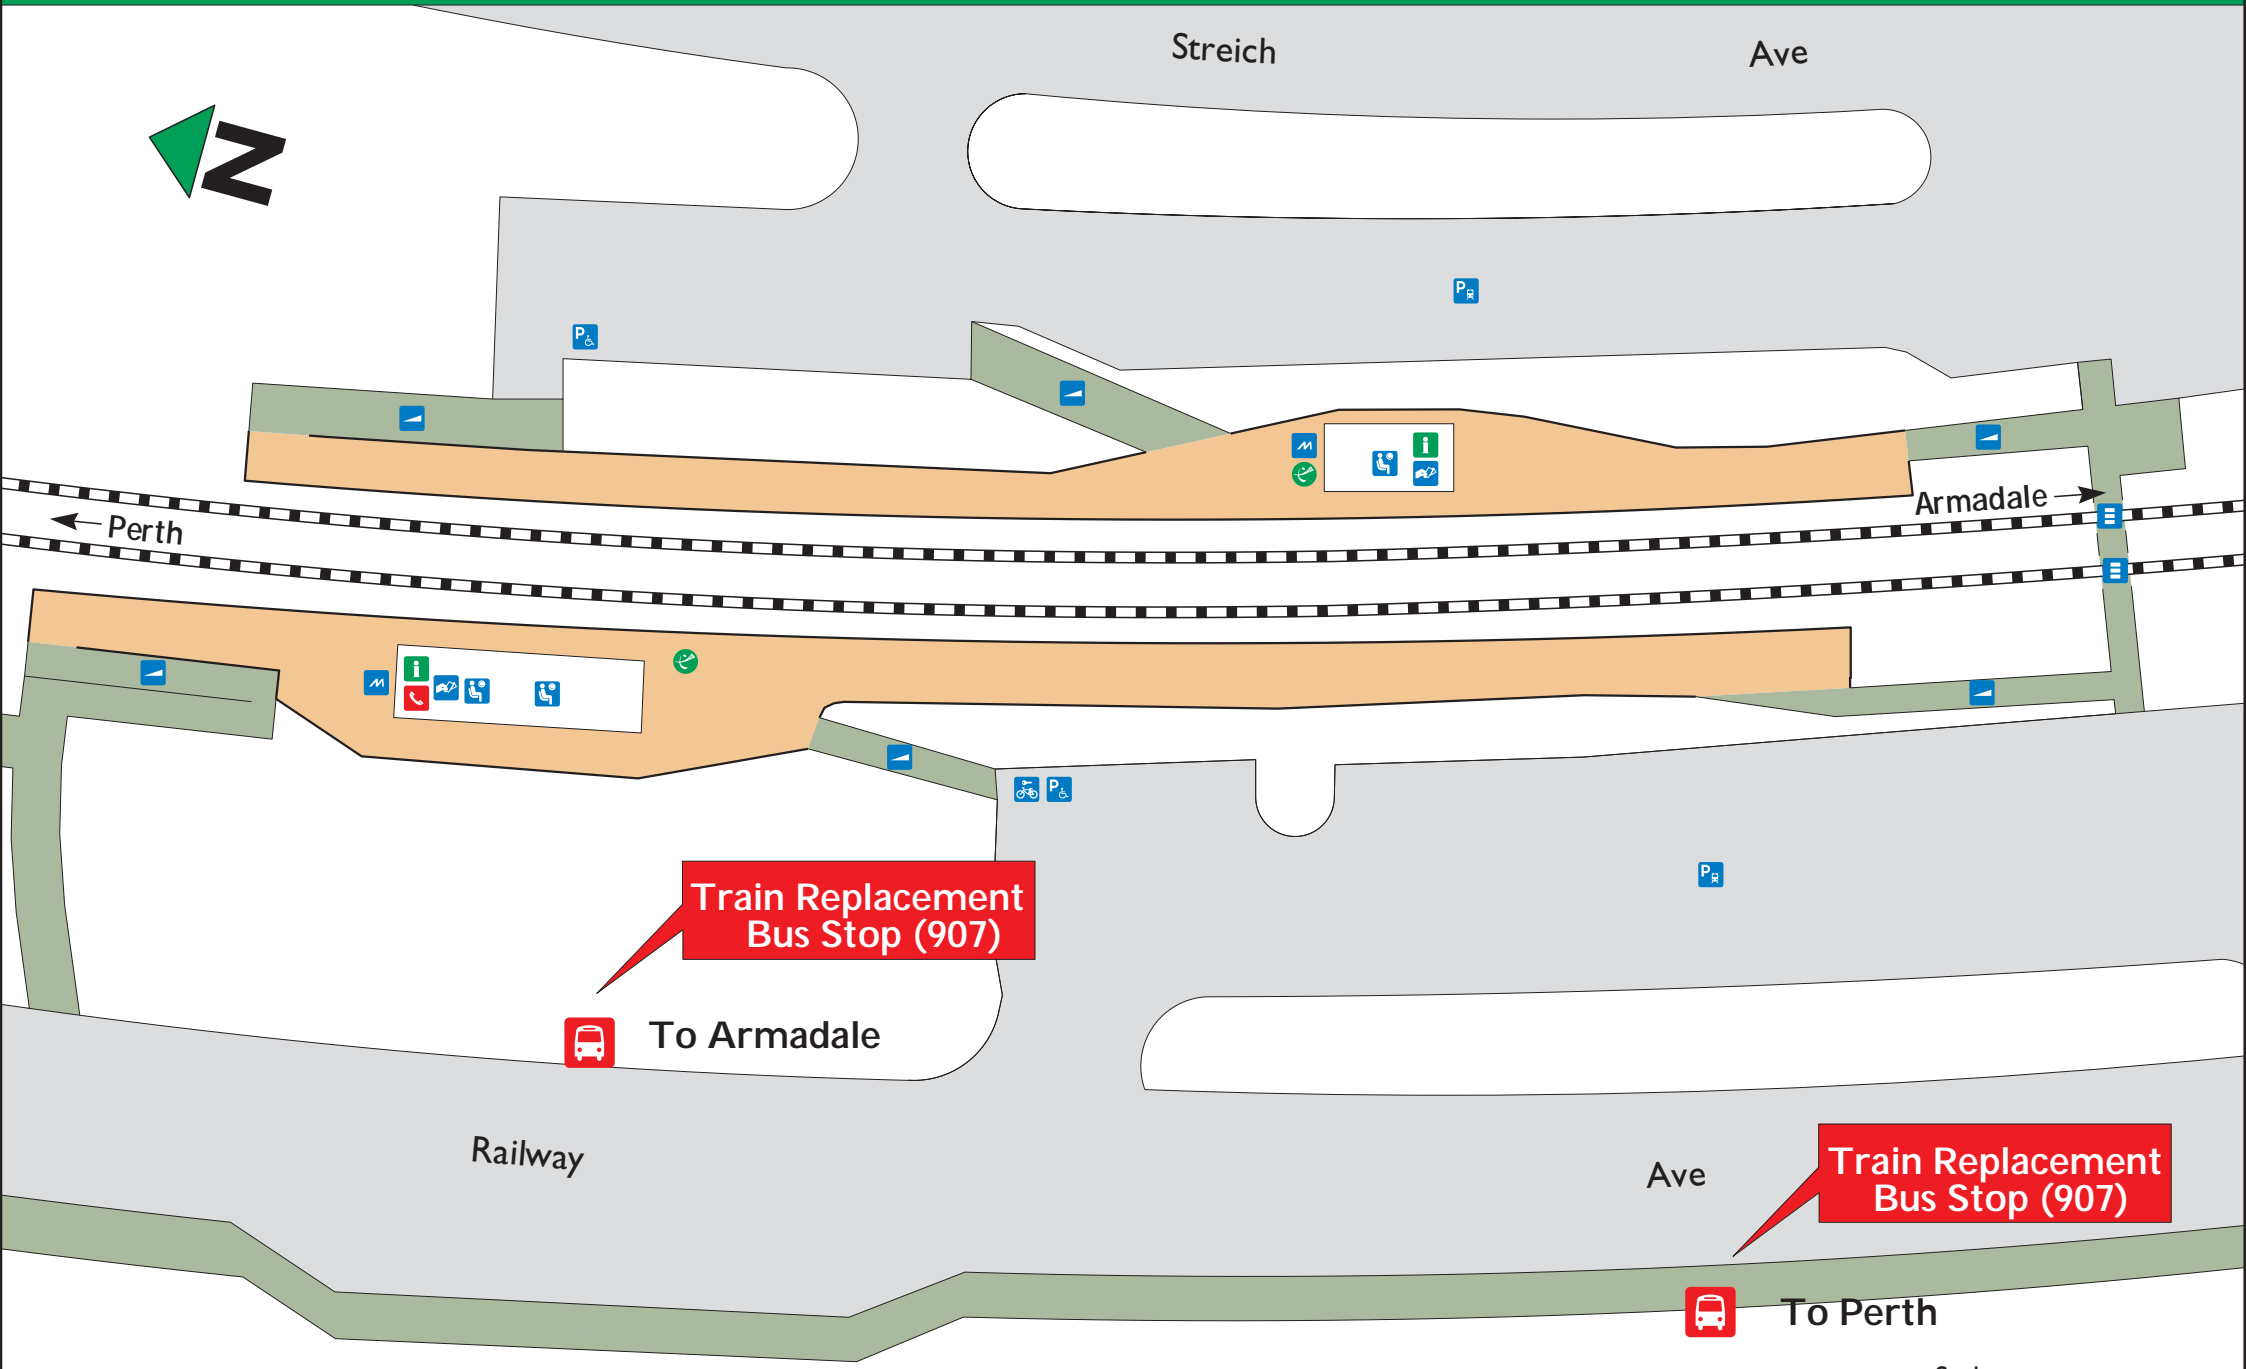 Streich Ave
N
P
P
i
Armadale
Perth
i
P
P
Train Replacement
Bus Stop (907)
To Armadale
Railway Ave
Train Replacement
Bus Stop (907)
To Perth